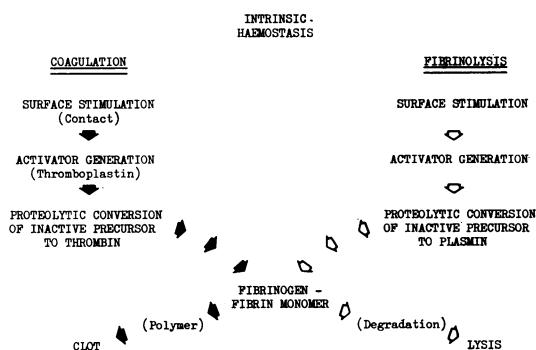 INTRINSIC-
HAEMOSTASIS
COAGULATION
FIBRINOLYSIS
SURFACE STIMULATION
(Contact)
SURFACE STIMULATION
ACTIVATOR GENERATION
(Thromboplastin)
ACTIVATOR GENERATION
PROTEOLYTIC CONVERSION
OF INACTIVE PRECURSOR
TO THROMBIN
PROTEOLYTIC CONVERSION
OF INACTIVE PRECURSOR
TO PLASMIN
FIBRINOGEN -
FIBRIN MONOMER
(Polymer)
(Degradation)
CLOT
LYSIS